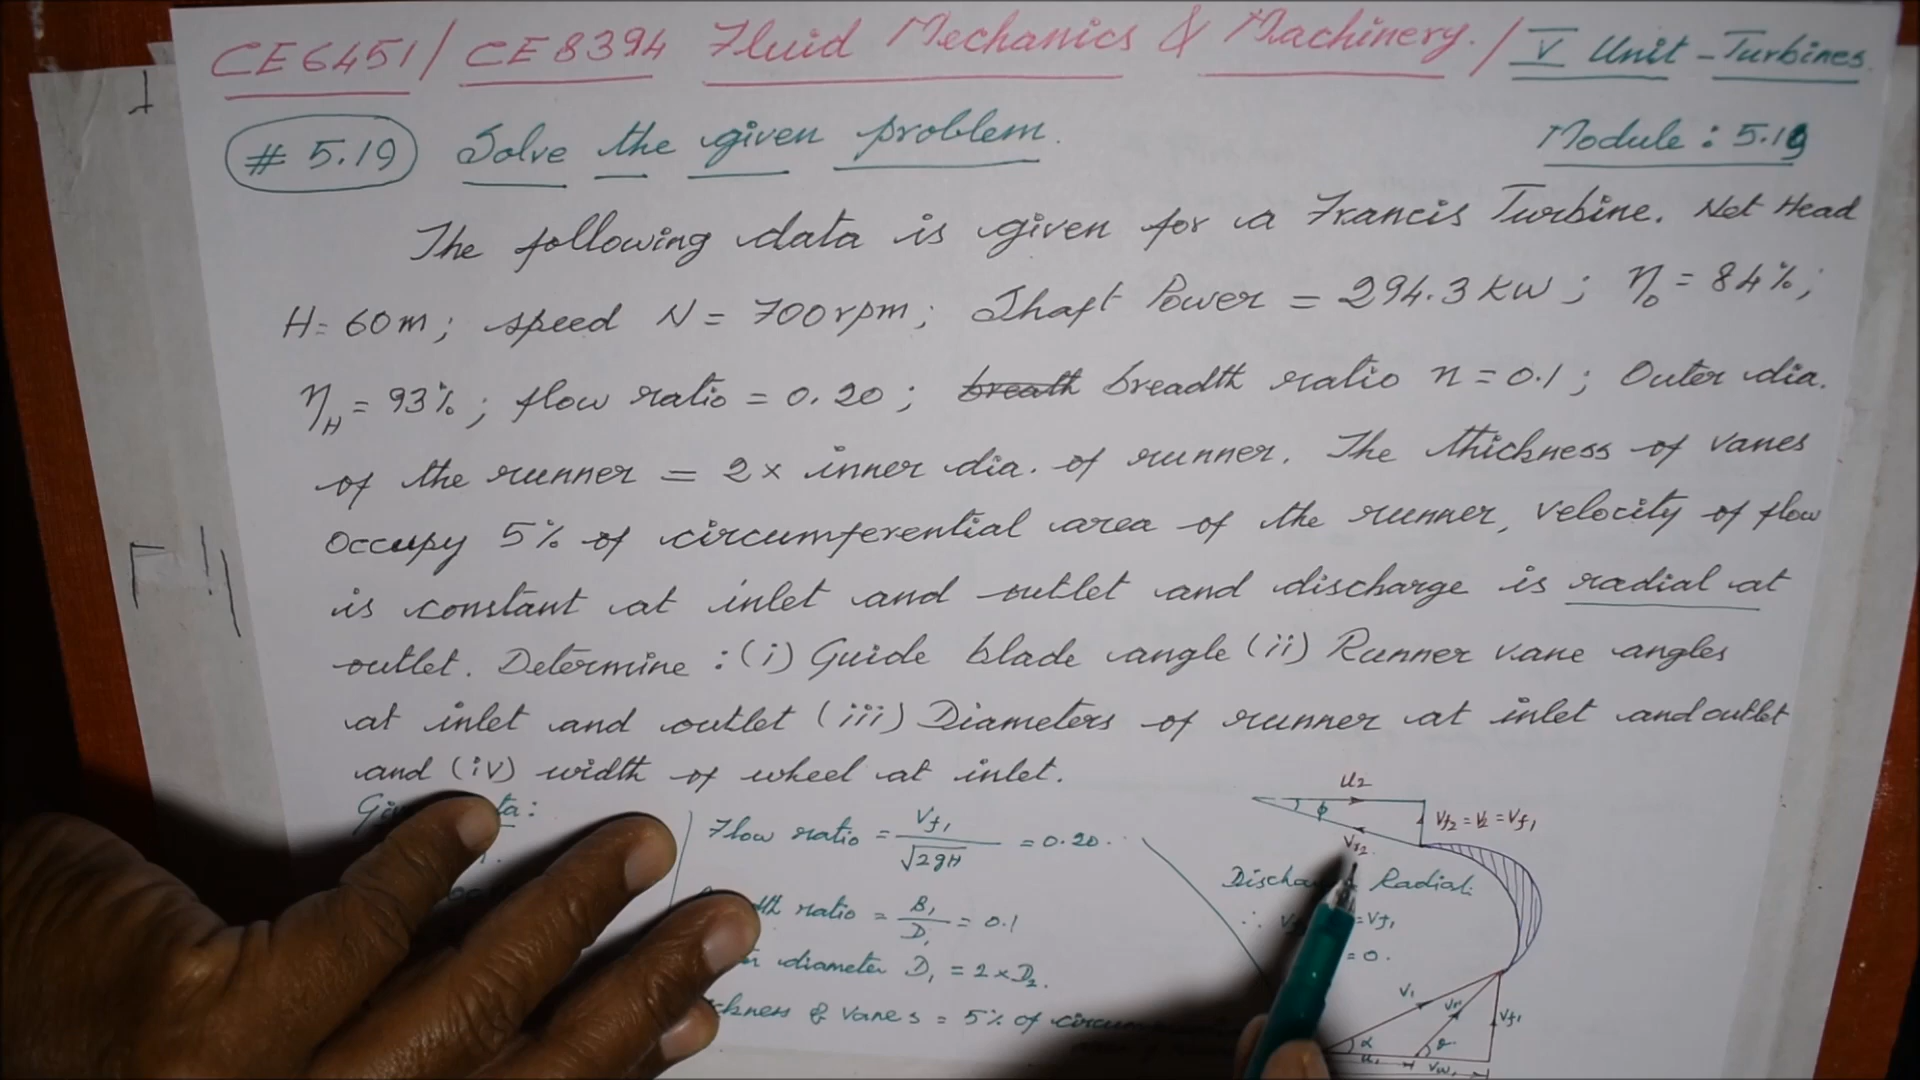 CE6451/ CE8394 Fluid Mechanics & Machinery. / V Unit - Turbines
# 5.19 Solve the given problem. Module : 5.19
The following data is given for a Francis Turbine. Net Head
H = 60m; speed N = 700rpm; Shaft Power = 294.3 KW; η₀ = 84%;
η_H = 93%; flow ratio = 0.20; breath breadth ratio n = 0.1; Outer dia.
of the runner = 2 x inner dia. of runner. The thickness of vanes
occupy 5% of circumferential area of the runner, velocity of flow
is constant at inlet and outlet and discharge is radial at
outlet. Determine : (i) Guide blade angle (ii) Runner vane angles
at inlet and outlet (iii) Diameters of runner at inlet and outlet
and (iv) width of wheel at inlet.
Flow ratio = Vf₁ / √2gH = 0.20.
ratio = B₁ / D₁ = 0.1
diameter D₁ = 2 x D₂.
vanes = 5% of
u₂
φ
Vf₂ = V₂ = Vf₁
Vr₂
Radial.
= Vf₁
= 0.
V₁ Vr₁ Vf₁
α θ
u₁ Vw₁